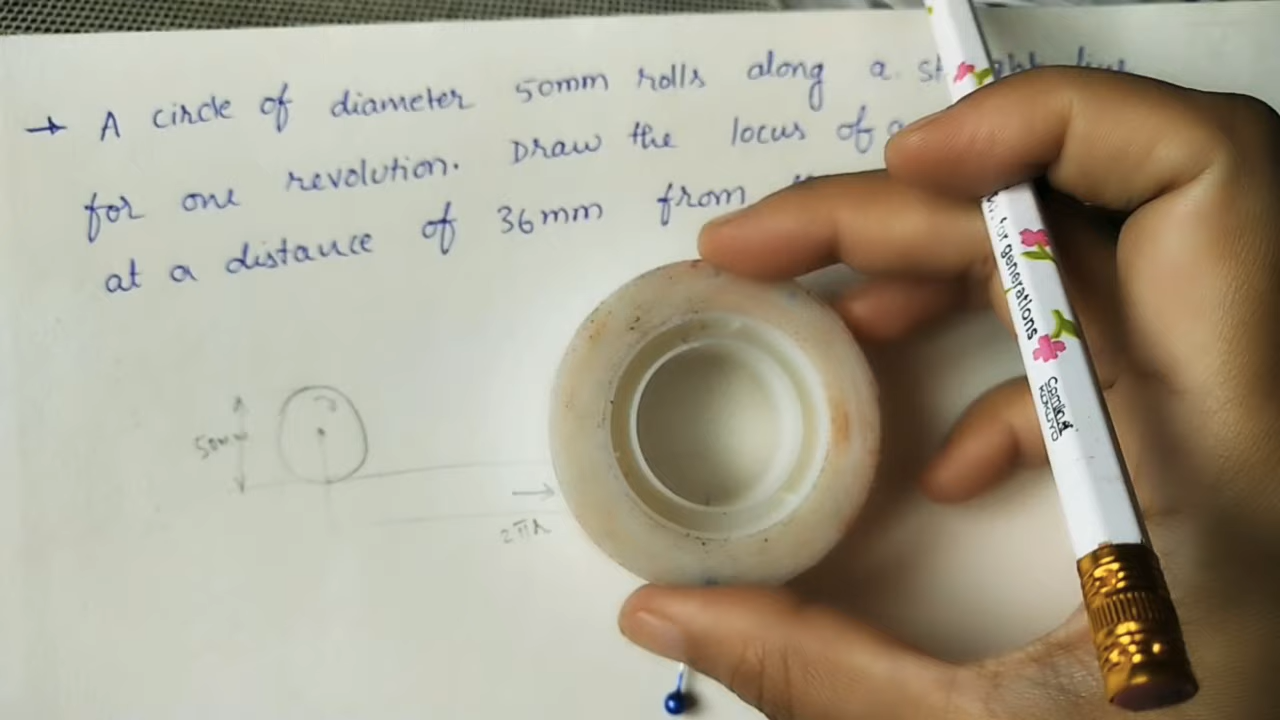 → A circle of diameter 50mm rolls along a
for one revolution. Draw the locus of a
at a distance of 36mm from
50mm
2πr
for generations
Camlin
KOKUYO